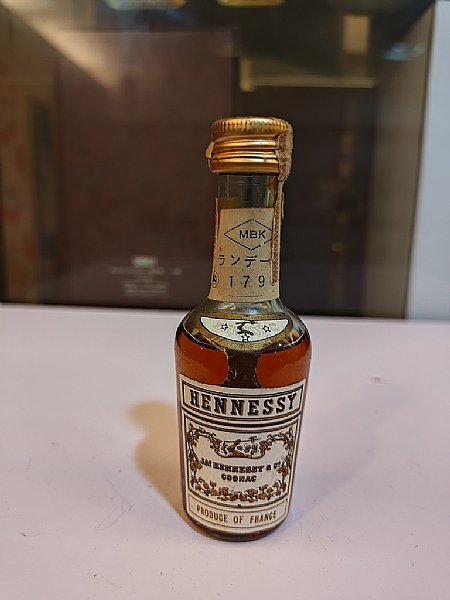 MBK
ランデー
179
HENNESSY
JAS HENNESSY & Co
COGNAC
PRODUCE OF FRANCE